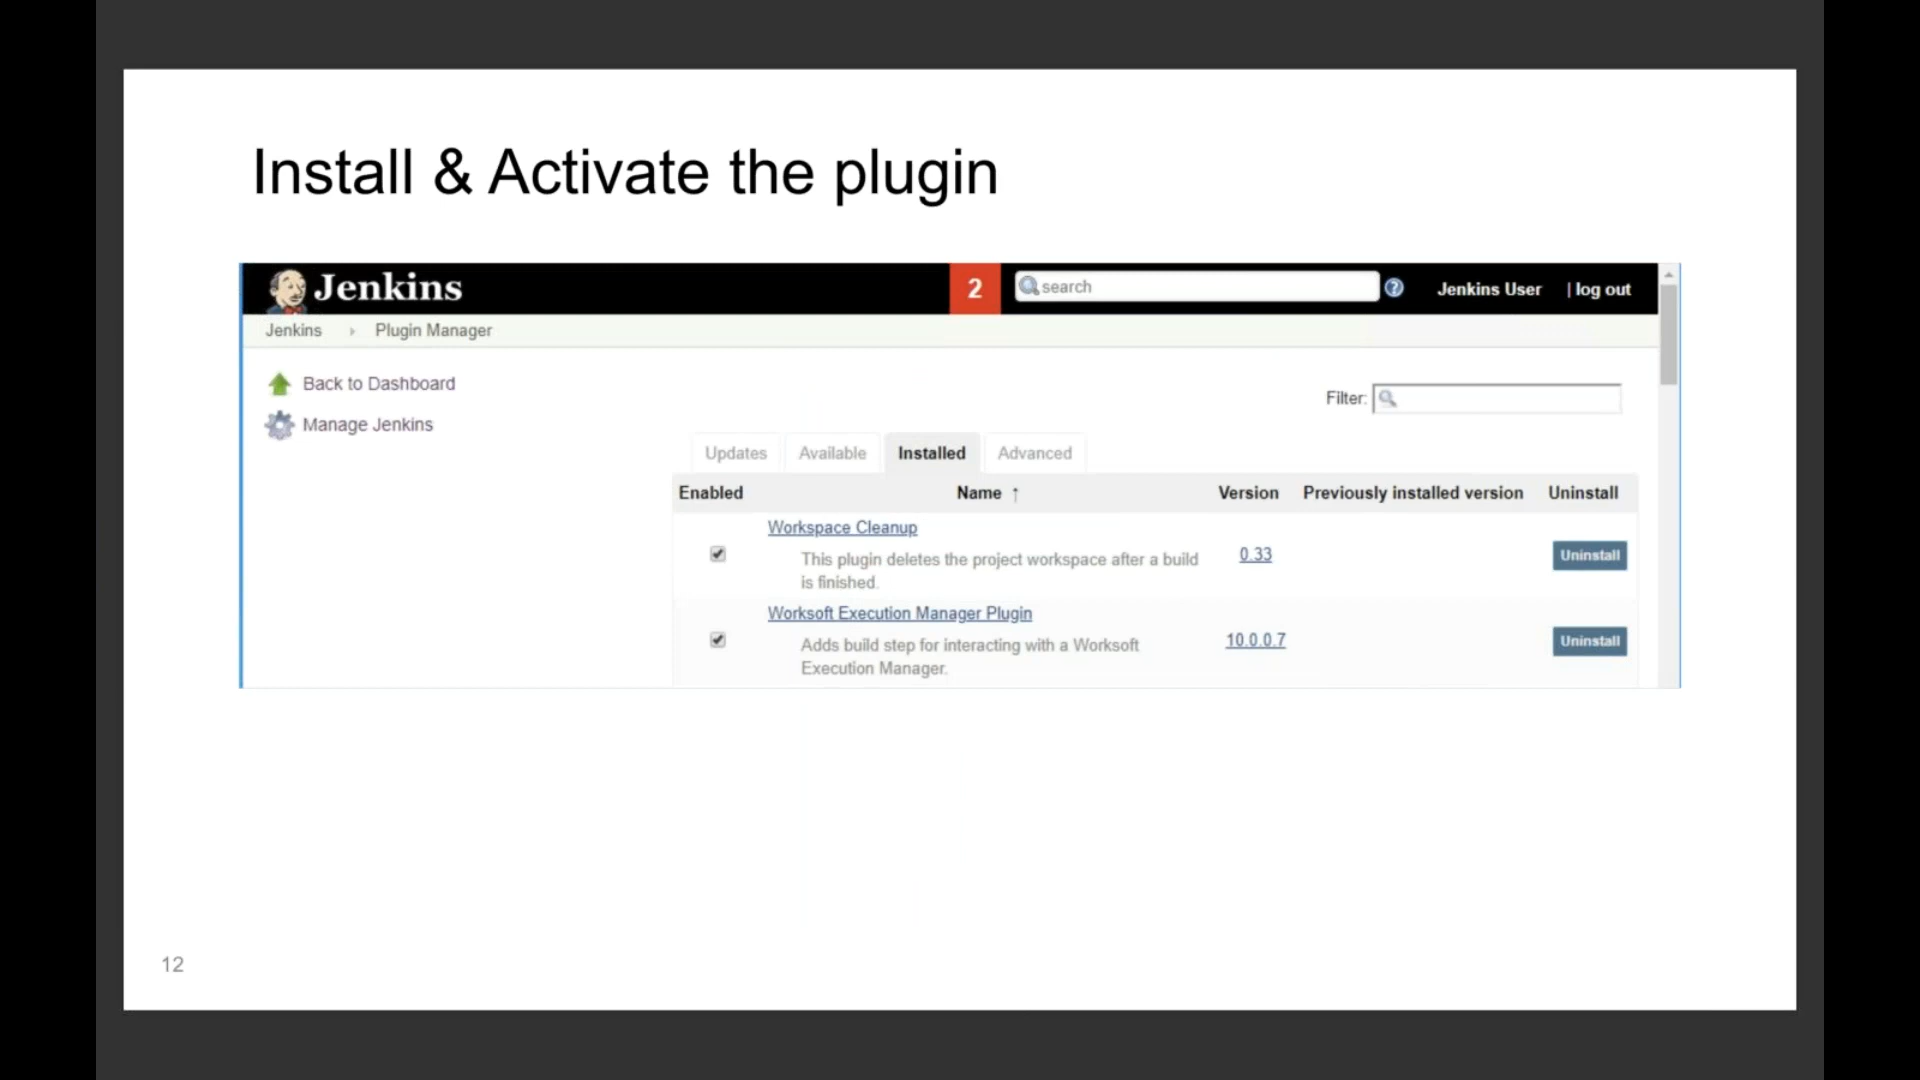 Install & Activate the plugin
Jenkins 2 search Jenkins User | log out
Jenkins Plugin Manager
Back to Dashboard
Filter:
Manage Jenkins
Updates Available Installed Advanced
Enabled Name ↑ Version Previously installed version Uninstall
Workspace Cleanup
This plugin deletes the project workspace after a build
is finished.
0.33
Uninstall
Worksoft Execution Manager Plugin
Adds build step for interacting with a Worksoft
Execution Manager.
10.0.0.7
Uninstall
12